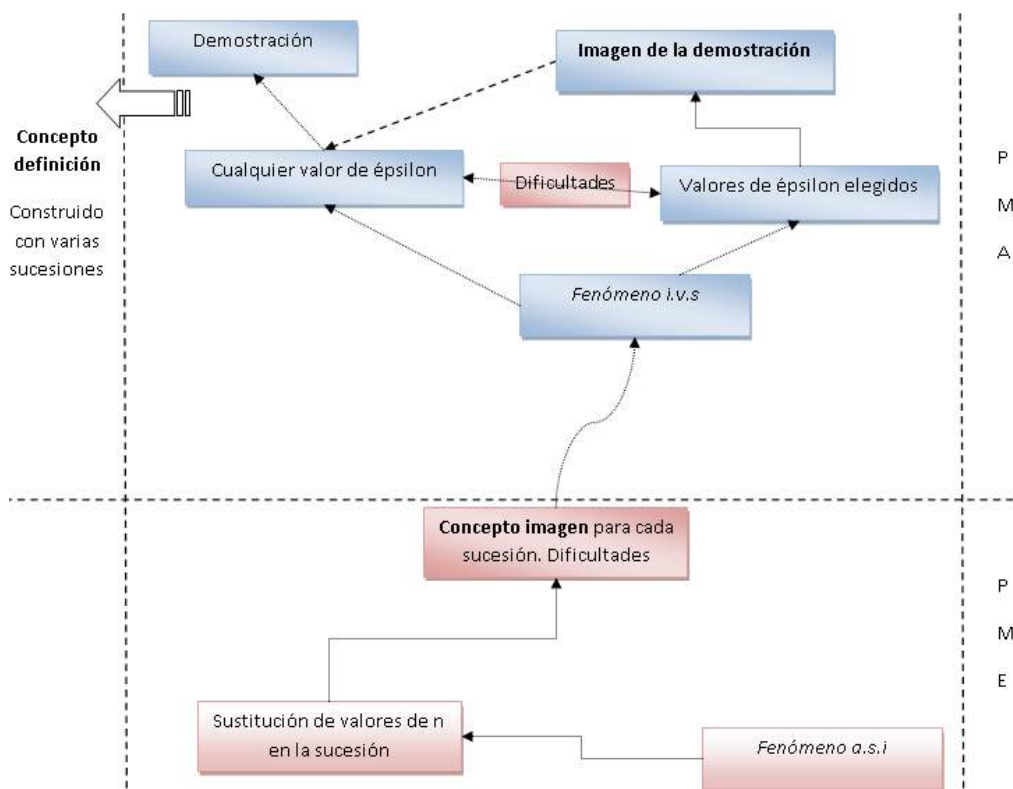 Demostración
Imagen de la demostración
Concepto
definición
Construido
con varias
sucesiones
Cualquier valor de épsilon
Dificultades
Valores de épsilon elegidos
Fenómeno i.v.s
P
M
A
Concepto imagen para cada
sucesión. Dificultades
Sustitución de valores de n
en la sucesión
Fenómeno a.s.i
P
M
E